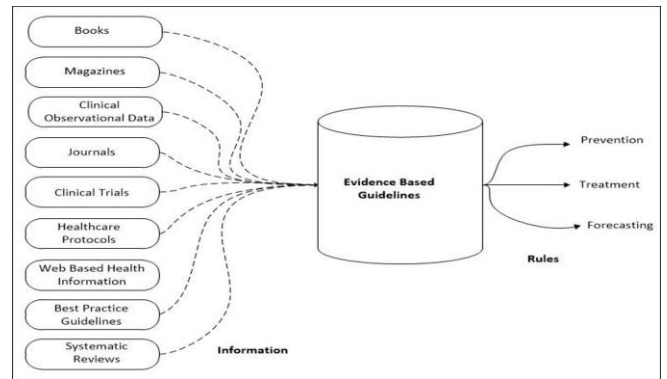 Books
Magazines
Clinical
Observational Data
Journals
Clinical Trials
Healthcare
Protocols
Web Based Health
Information
Best Practice
Guidelines
Systematic
Reviews
Information
Evidence Based
Guidelines
Prevention
Treatment
Forecasting
Rules